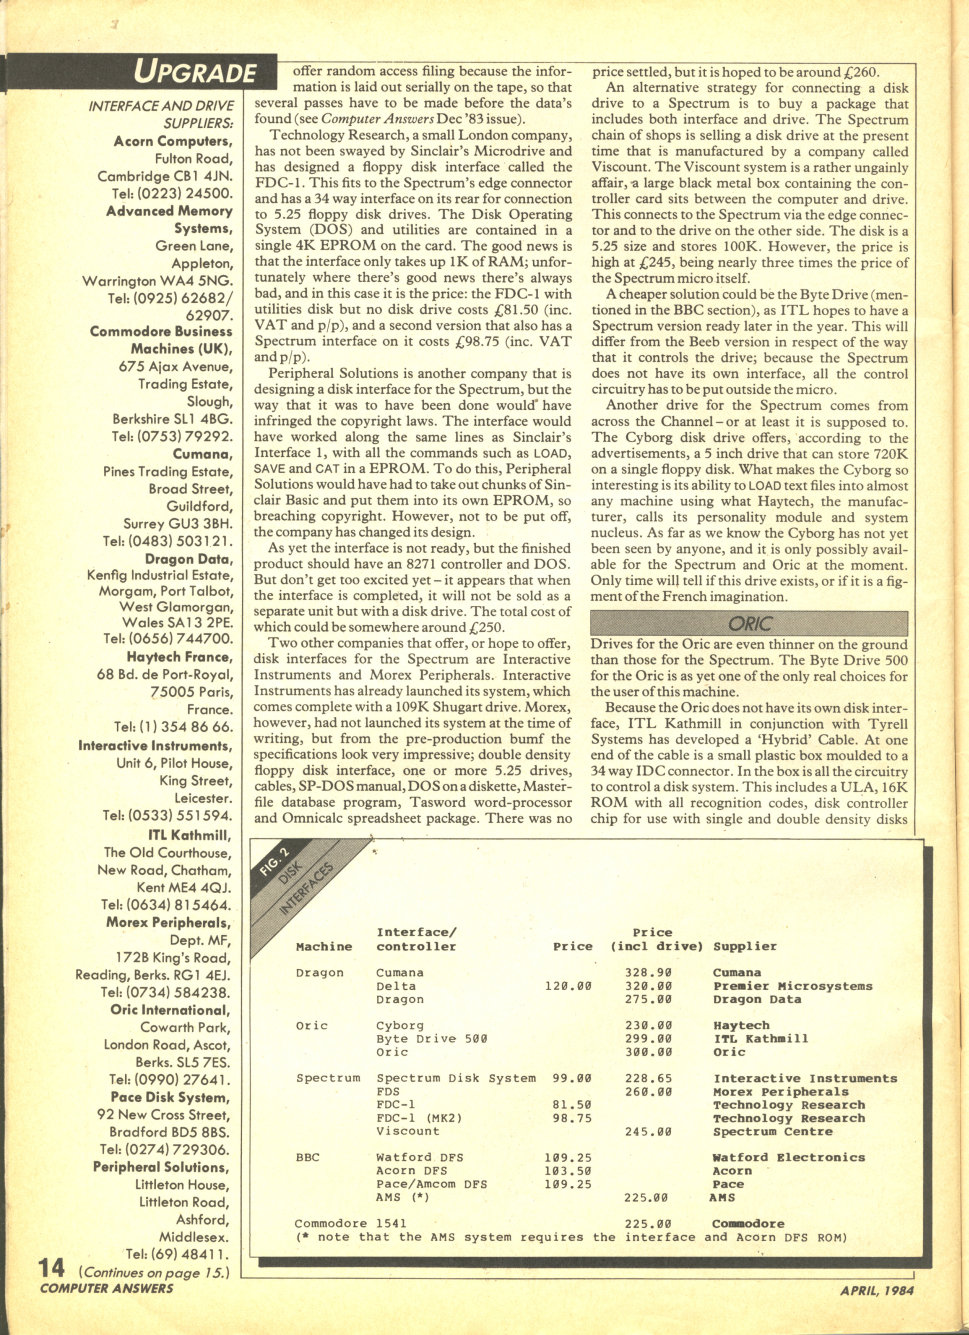 UPGRADE
INTERFACE AND DRIVE
SUPPLIERS:
Acorn Computers,
Fulton Road,
Cambridge CB1 4JN.
Tel: (0223) 24500.
Advanced Memory
Systems,
Green Lane,
Appleton,
Warrington WA4 5NG.
Tel: (0925) 62682/
62907.
Commodore Business
Machines (UK),
675 Ajax Avenue,
Trading Estate,
Slough,
Berkshire SL1 4BG.
Tel: (0753) 79292.
Cumana,
Pines Trading Estate,
Broad Street,
Guildford,
Surrey GU3 3BH.
Tel: (0483) 503121.
Dragon Data,
Kenfig Industrial Estate,
Morgam, Port Talbot,
West Glamorgan,
Wales SA13 2PE.
Tel: (0656) 744700.
Haytech France,
68 Bd. de Port-Royal,
75005 Paris,
France.
Tel: (1) 354 86 66.
Interactive Instruments,
Unit 6, Pilot House,
King Street,
Leicester.
Tel: (0533) 551594.
ITL Kathmill,
The Old Courthouse,
New Road, Chatham,
Kent ME4 4QJ.
Tel: (0634) 815464.
Morex Peripherals,
Dept. MF,
172B King's Road,
Reading, Berks. RG1 4EJ.
Tel: (0734) 584238.
Oric International,
Cowarth Park,
London Road, Ascot,
Berks. SL5 7ES.
Tel: (0990) 27641.
Pace Disk System,
92 New Cross Street,
Bradford BD5 8BS.
Tel: (0274) 729306.
Peripheral Solutions,
Littleton House,
Littleton Road,
Ashford,
Middlesex.
Tel: (69) 48411.
(Continues on page 15.)
offer random access filing because the infor-
mation is laid out serially on the tape, so that
several passes have to be made before the data's
found (see Computer Answers Dec '83 issue).
Technology Research, a small London company,
has not been swayed by Sinclair's Microdrive and
has designed a floppy disk interface called the
FDC-1. This fits to the Spectrum's edge connector
and has a 34 way interface on its rear for connection
to 5.25 floppy disk drives. The Disk Operating
System (DOS) and utilities are contained in a
single 4K EPROM on the card. The good news is
that the interface only takes up 1K of RAM; unfor-
tunately where there's good news there's always
bad, and in this case it is the price: the FDC-1 with
utilities disk but no disk drive costs £81.50 (inc.
VAT and p/p), and a second version that also has a
Spectrum interface on it costs £98.75 (inc. VAT
and p/p).
Peripheral Solutions is another company that is
designing a disk interface for the Spectrum, but the
way that it was to have been done would have
infringed the copyright laws. The interface would
have worked along the same lines as Sinclair's
Interface 1, with all the commands such as LOAD,
SAVE and CAT in a EPROM. To do this, Peripheral
Solutions would have had to take out chunks of Sin-
clair Basic and put them into its own EPROM, so
breaching copyright. However, not to be put off,
the company has changed its design.
As yet the interface is not ready, but the finished
product should have an 8271 controller and DOS.
But don't get too excited yet – it appears that when
the interface is completed, it will not be sold as a
separate unit but with a disk drive. The total cost of
which could be somewhere around £250.
Two other companies that offer, or hope to offer,
disk interfaces for the Spectrum are Interactive
Instruments and Morex Peripherals. Interactive
Instruments has already launched its system, which
comes complete with a 109K Shugart drive. Morex,
however, had not launched its system at the time of
writing, but from the pre-production bumf the
specifications look very impressive; double density
floppy disk interface, one or more 5.25 drives,
cables, SP-DOS manual, DOS on a diskette, Master-
file database program, Tasword word-processor
and Omnicalc spreadsheet package. There was no
price settled, but it is hoped to be around £260.
An alternative strategy for connecting a disk
drive to a Spectrum is to buy a package that
includes both interface and drive. The Spectrum
chain of shops is selling a disk drive at the present
time that is manufactured by a company called
Viscount. The Viscount system is a rather ungainly
affair, a large black metal box containing the con-
troller card sits between the computer and drive.
This connects to the Spectrum via the edge connec-
tor and to the drive on the other side. The disk is a
5.25 size and stores 100K. However, the price is
high at £245, being nearly three times the price of
the Spectrum micro itself.
A cheaper solution could be the Byte Drive (men-
tioned in the BBC section), as ITL hopes to have a
Spectrum version ready later in the year. This will
differ from the Beeb version in respect of the way
that it controls the drive; because the Spectrum
does not have its own interface, all the control
circuitry has to be put outside the micro.
Another drive for the Spectrum comes from
across the Channel – or at least it is supposed to.
The Cyborg disk drive offers, according to the
advertisements, a 5 inch drive that can store 720K
on a single floppy disk. What makes the Cyborg so
interesting is its ability to LOAD text files into almost
any machine using what Haytech, the manufac-
turer, calls its personality module and system
nucleus. As far as we know the Cyborg has not yet
been seen by anyone, and it is only possibly avail-
able for the Spectrum and Oric at the moment.
Only time will tell if this drive exists, or if it is a fig-
ment of the French imagination.
ORIC
Drives for the Oric are even thinner on the ground
than those for the Spectrum. The Byte Drive 500
for the Oric is as yet one of the only real choices for
the user of this machine.
Because the Oric does not have its own disk inter-
face, ITL Kathmill in conjunction with Tyrell
Systems has developed a 'Hybrid' Cable. At one
end of the cable is a small plastic box moulded to a
34 way IDC connector. In the box is all the circuitry
to control a disk system. This includes a ULA, 16K
ROM with all recognition codes, disk controller
chip for use with single and double density disks
FIG. 2
DISK
INTERFACES
Interface/ Price
Machine controller Price (incl drive) Supplier
Dragon Cumana 328.90 Cumana
Delta 120.00 320.00 Premier Microsystems
Dragon 275.00 Dragon Data
Oric Cyborg 230.00 Haytech
Byte Drive 500 299.00 ITL Kathmill
Oric 300.00 Oric
Spectrum Spectrum Disk System 99.00 228.65 Interactive Instruments
FDS 260.00 Morex Peripherals
FDC-1 81.50 Technology Research
FDC-1 (MK2) 98.75 Technology Research
Viscount 245.00 Spectrum Centre
BBC Watford DFS 109.25 Watford Electronics
Acorn DFS 103.50 Acorn
Pace/Amcom DFS 109.25 Pace
AMS (*) 225.00 AMS
Commodore 1541 225.00 Commodore
(* note that the AMS system requires the interface and Acorn DFS ROM)
14
COMPUTER ANSWERS
APRIL, 1984